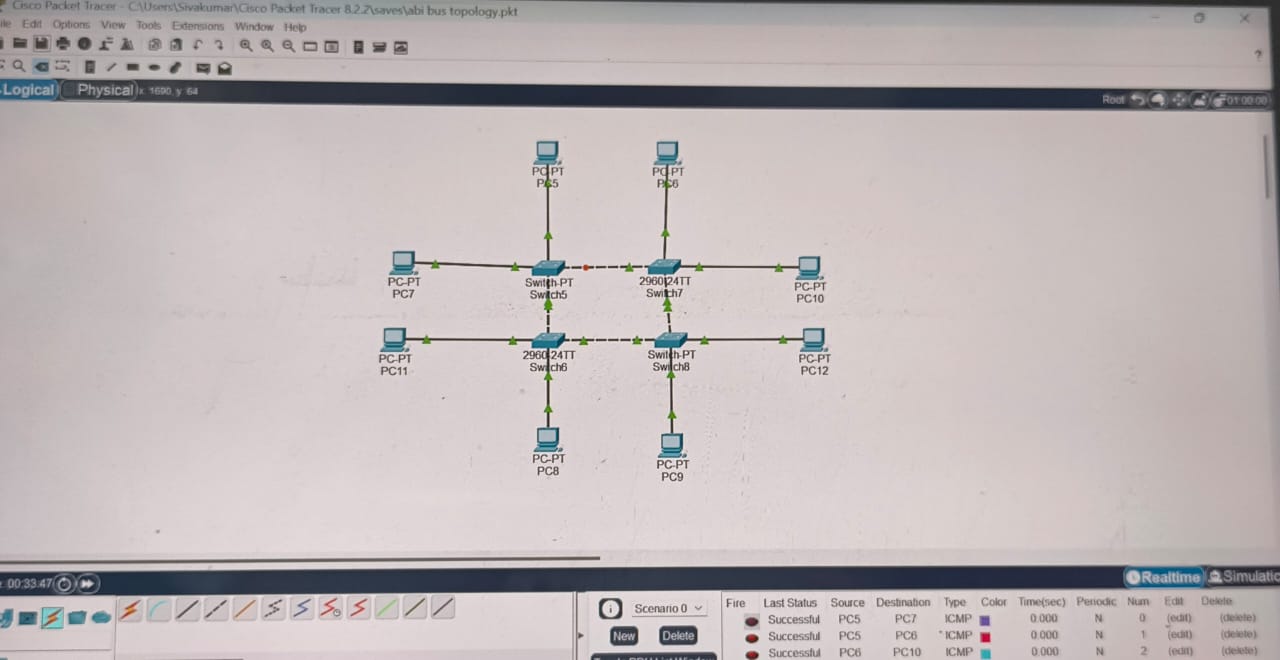 Cisco Packet Tracer - C:\Users\Sivakumar\Cisco Packet Tracer 8.2.2\saves\abi bus topology.pkt
ile Edit Options View Tools Extensions Window Help
Logical Physical x: 1690, y: 64 Root 01:00:00
PC-PT
PC5
PC-PT
PC6
PC-PT
PC7
Switch-PT
Switch5
2960-24TT
Switch7
PC-PT
PC10
PC-PT
PC11
2960-24TT
Switch6
Switch-PT
Switch8
PC-PT
PC12
PC-PT
PC8
PC-PT
PC9
: 00:33:47 Realtime Simulatio
Scenario 0
New Delete
Fire Last Status Source Destination Type Color Time(sec) Periodic Num Edit Delete
Successful PC5 PC7 ICMP 0.000 N 0 (edit) (delete)
Successful PC5 PC6 ICMP 0.000 N 1 (edit) (delete)
Successful PC6 PC10 ICMP 0.000 N 2 (edit) (delete)